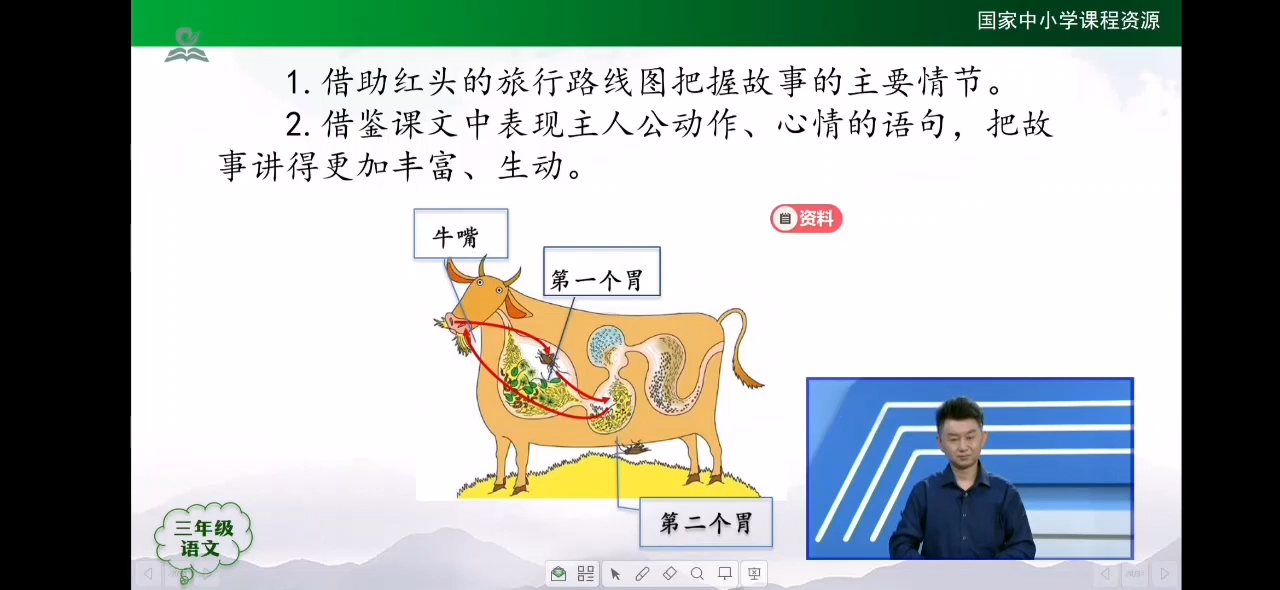 国家中小学课程资源
1.借助红头的旅行路线图把握故事的主要情节。
2.借鉴课文中表现主人公动作、心情的语句，把故
事讲得更加丰富、生动。
资料
牛嘴
第一个胃
第二个胃
三年级
语文